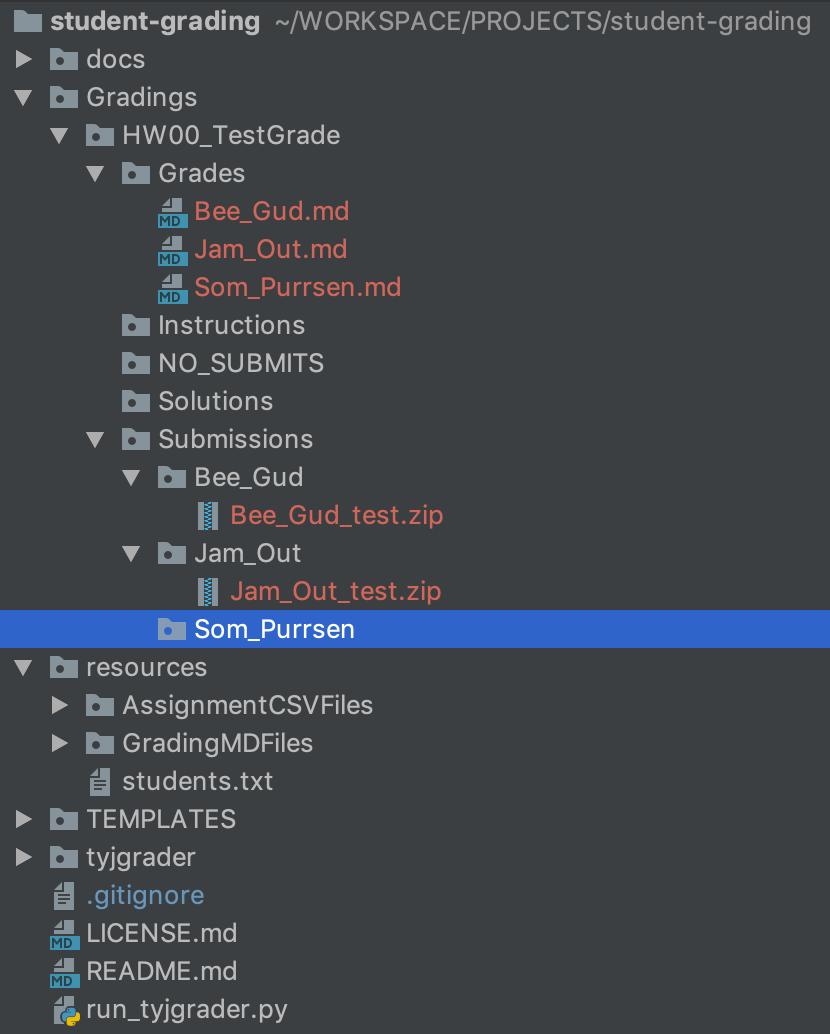 student-grading ~/WORKSPACE/PROJECTS/student-grading
docs
Gradings
HW00_TestGrade
Grades
MD Bee_Gud.md
MD Jam_Out.md
MD Som_Purrsen.md
Instructions
NO_SUBMITS
Solutions
Submissions
Bee_Gud
Bee_Gud_test.zip
Jam_Out
Jam_Out_test.zip
Som_Purrsen
resources
AssignmentCSVFiles
GradingMDFiles
students.txt
TEMPLATES
tyjgrader
.gitignore
MD LICENSE.md
MD README.md
run_tyjgrader.py